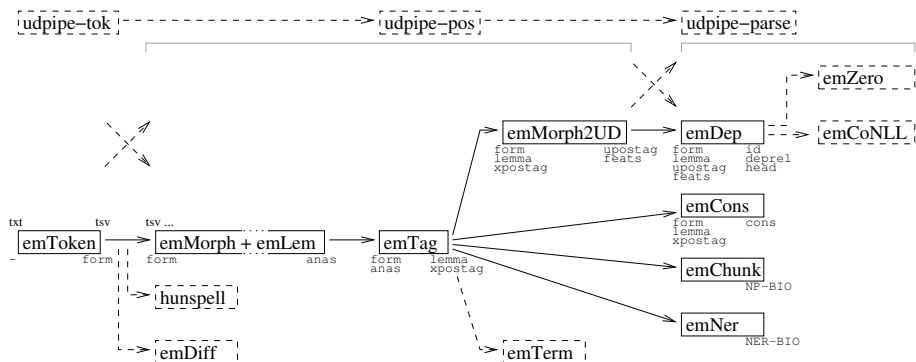 udpipe-tok udpipe-pos udpipe-parse
emZero
emMorph2UD emDep emCoNLL
form upostag form id
lemma feats lemma deprel
xpostag upostag head
feats
emCons
txt tsv tsv ... form cons
emToken emMorph + emLem emTag lemma
– form form anas form lemma xpostag
anas xpostag
emChunk
NP-BIO
hunspell
emNer
NER-BIO
emDiff emTerm